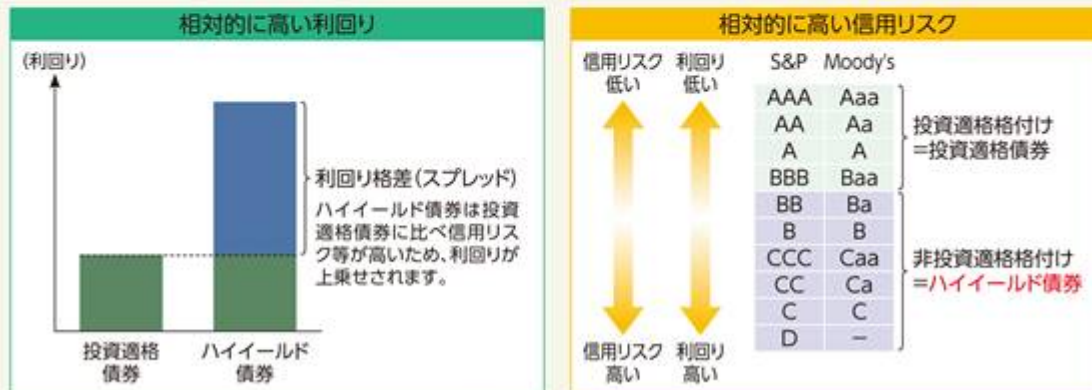 相対的に高い利回り
(利回り)
利回り格差(スプレッド)
ハイイールド債券は投資
適格債券に比べ信用リス
ク等が高いため、利回りが
上乗せされます。
投資適格
債券
ハイイールド
債券
相対的に高い信用リスク
信用リスク
低い
利回り
低い
S&P Moody's
AAA Aaa
AA Aa
A A
BBB Baa
BB Ba
B B
CCC Caa
CC Ca
C C
D −
投資適格格付け
=投資適格債券
非投資適格格付け
=ハイイールド債券
信用リスク
高い
利回り
高い